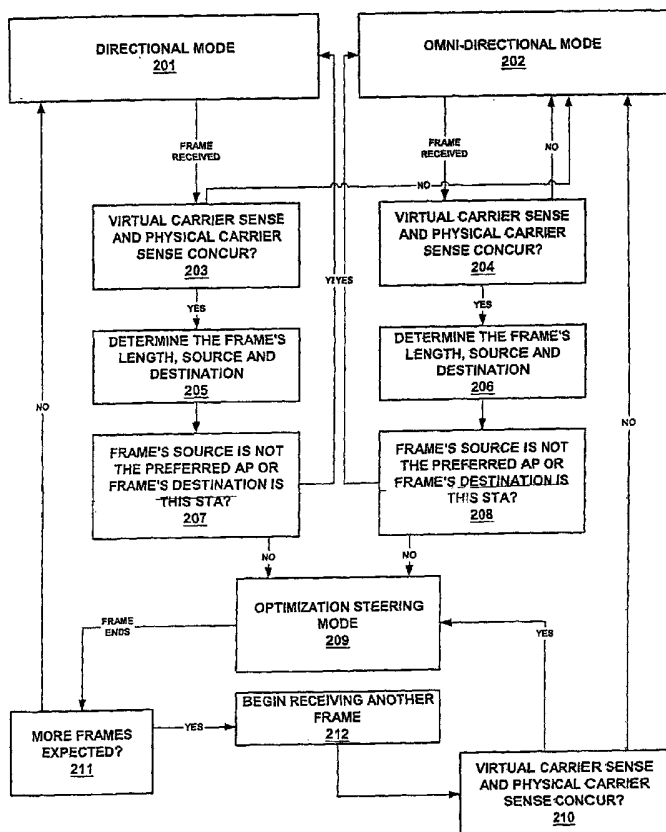 DIRECTIONAL MODE
201
OMNI-DIRECTIONAL MODE
202
FRAME
RECEIVED
FRAME
RECEIVED
NO
NO
VIRTUAL CARRIER SENSE
AND PHYSICAL CARRIER
SENSE CONCUR?
203
VIRTUAL CARRIER SENSE
AND PHYSICAL CARRIER
SENSE CONCUR?
204
YES
YES
YES
YES
DETERMINE THE FRAME'S
LENGTH, SOURCE AND
DESTINATION
205
DETERMINE THE FRAME'S
LENGTH, SOURCE AND
DESTINATION
206
NO
NO
FRAME'S SOURCE IS NOT
THE PREFERRED AP OR
FRAME'S DESTINATION IS
THIS STA?
207
FRAME'S SOURCE IS NOT
THE PREFERRED AP OR
FRAME'S DESTINATION IS
THIS STA?
208
NO
NO
OPTIMIZATION STEERING
MODE
209
FRAME
ENDS
YES
MORE FRAMES
EXPECTED?
211
YES
BEGIN RECEIVING ANOTHER
FRAME
212
VIRTUAL CARRIER SENSE
AND PHYSICAL CARRIER
SENSE CONCUR?
210